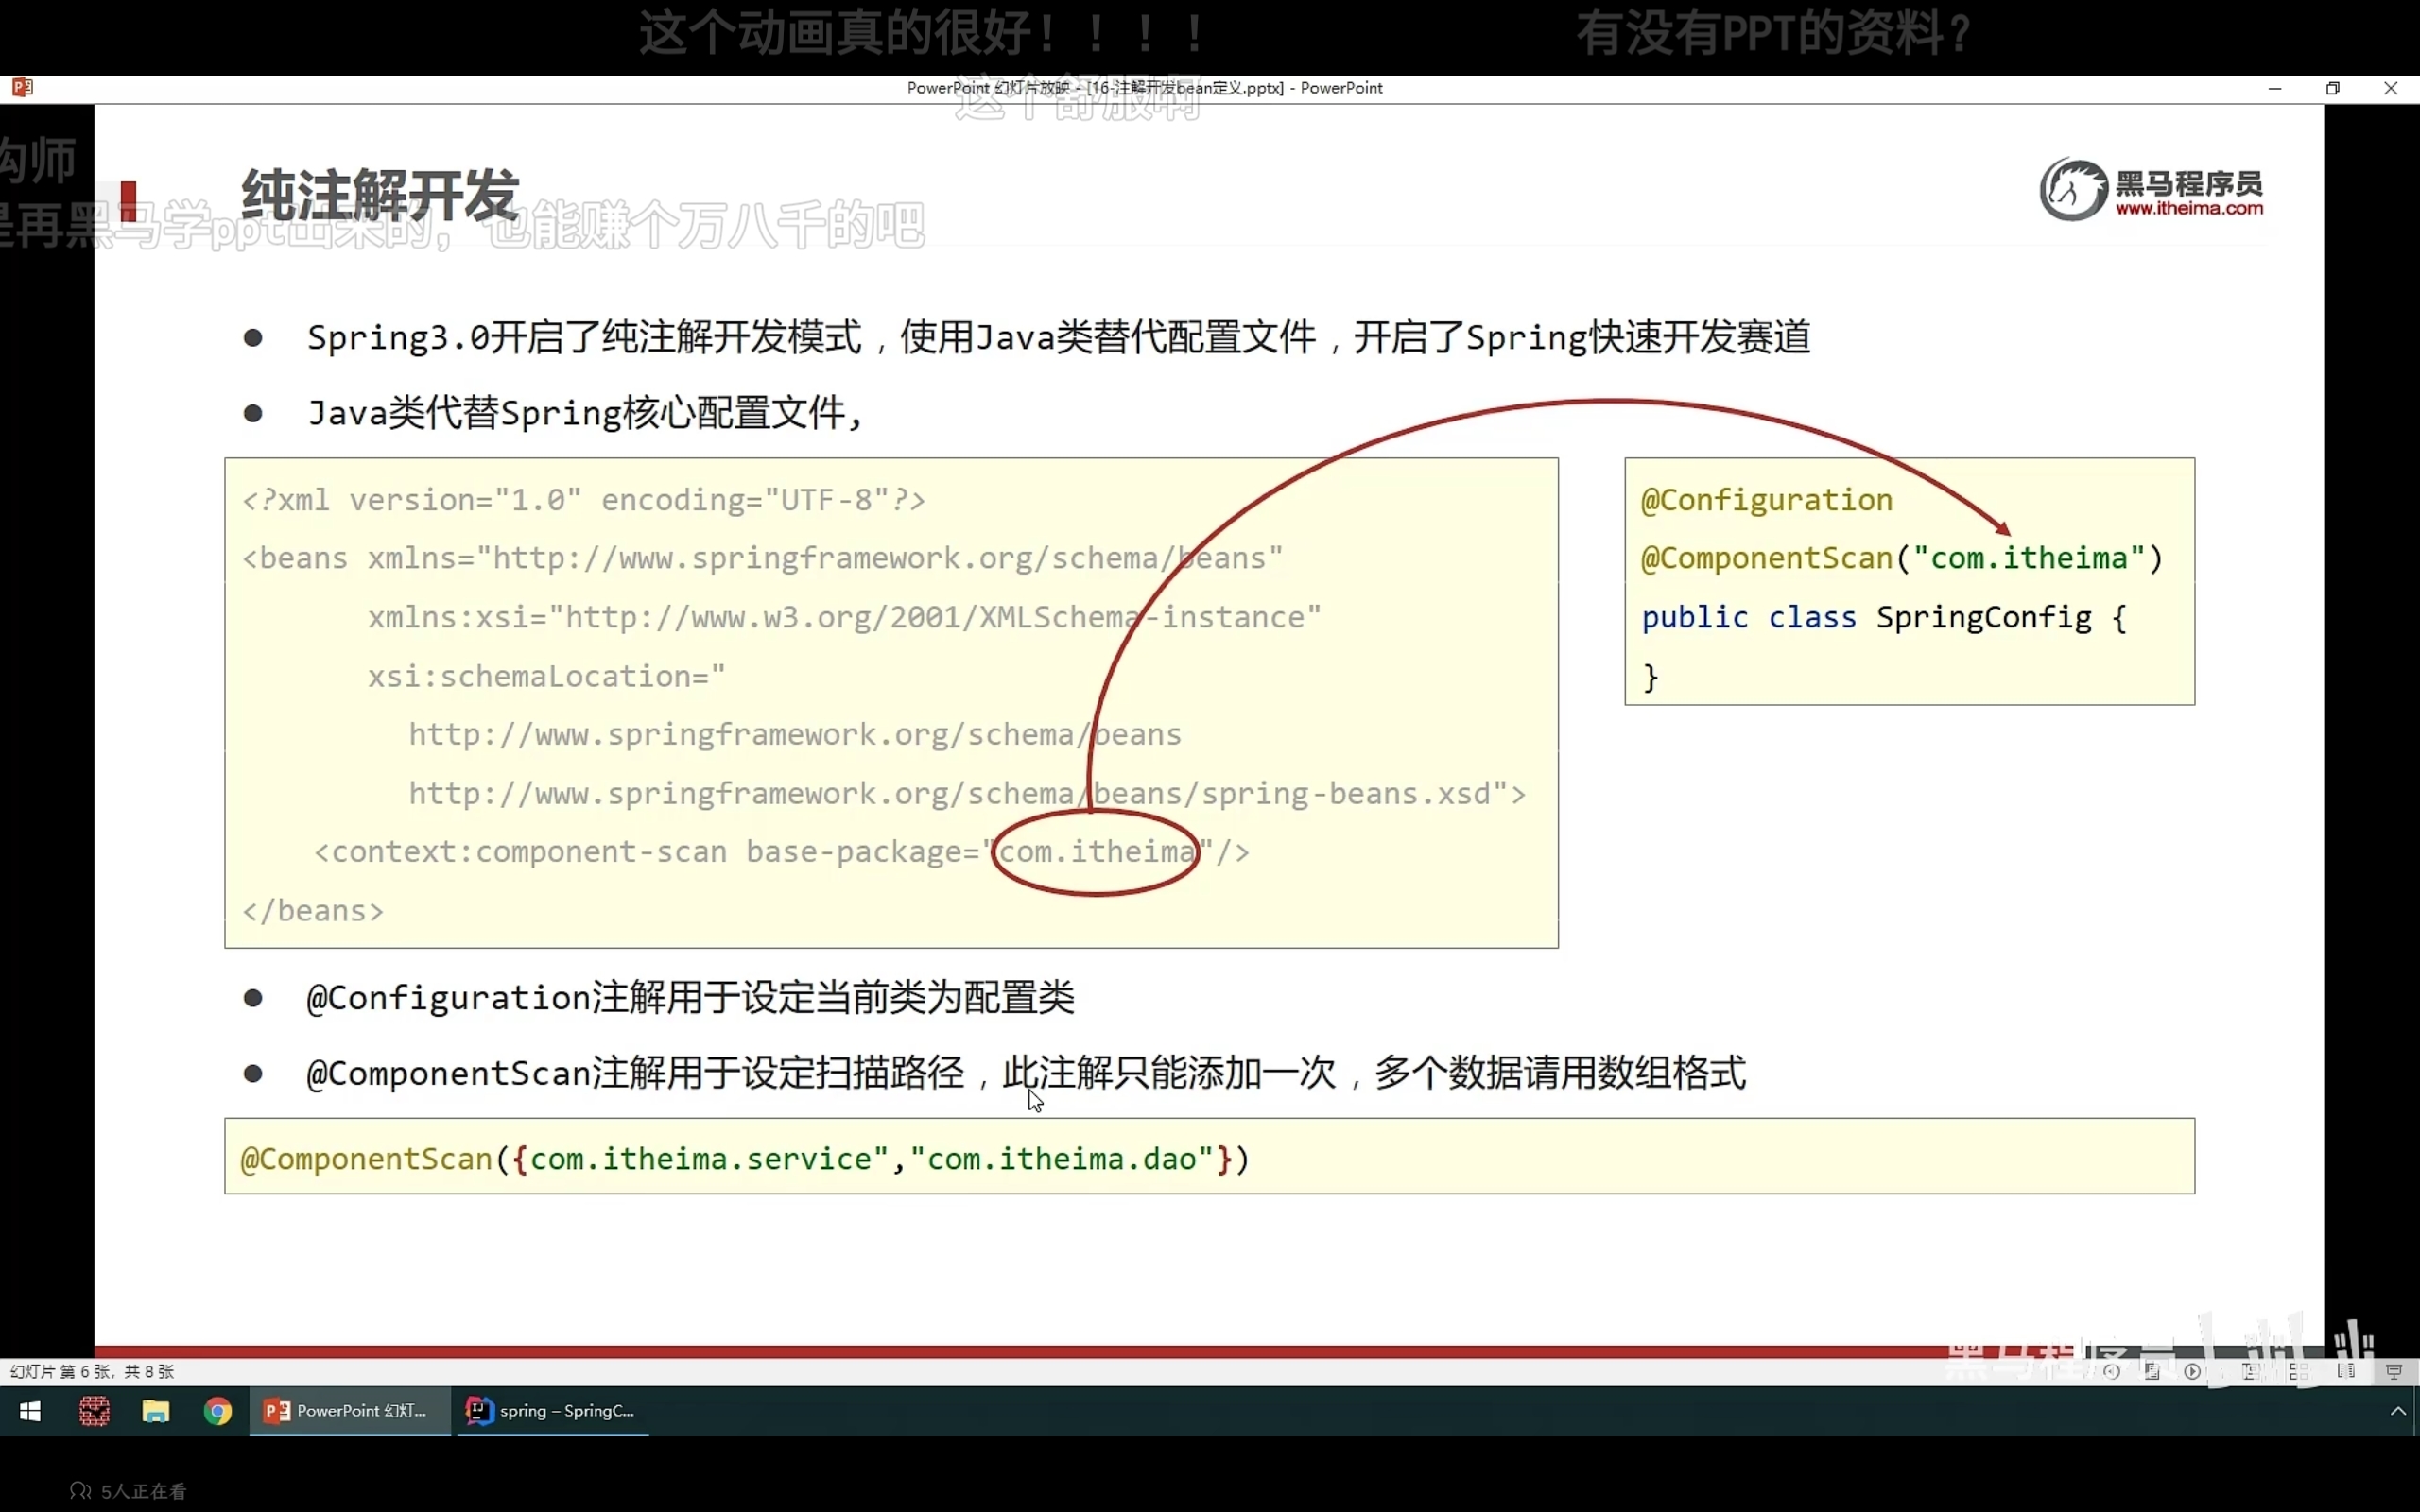 这个动画真的很好！！！！
有没有PPT的资料？
PowerPoint 幻灯片放映 - [16-注解开发bean定义.pptx] - PowerPoint
这个舒服啊
构师
是再黑马学ppt出来的，也能赚个万八千的吧
纯注解开发
黑马程序员
www.itheima.com
● Spring3.0开启了纯注解开发模式，使用Java类替代配置文件，开启了Spring快速开发赛道
● Java类代替Spring核心配置文件,
<?xml version="1.0" encoding="UTF-8"?>
<beans xmlns="http://www.springframework.org/schema/beans"
xmlns:xsi="http://www.w3.org/2001/XMLSchema-instance"
xsi:schemaLocation="
http://www.springframework.org/schema/beans
http://www.springframework.org/schema/beans/spring-beans.xsd">
<context:component-scan base-package="com.itheima"/>
</beans>
@Configuration
@ComponentScan("com.itheima")
public class SpringConfig {
}
● @Configuration注解用于设定当前类为配置类
● @ComponentScan注解用于设定扫描路径，此注解只能添加一次，多个数据请用数组格式
@ComponentScan({com.itheima.service","com.itheima.dao"})
黑马程序员
幻灯片 第 6 张，共 8 张
PowerPoint 幻灯...
spring – SpringC...
5人正在看